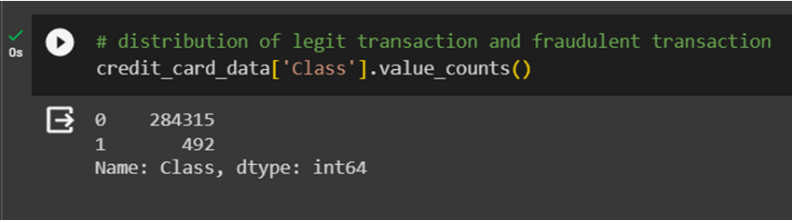 # distribution of legit transaction and fraudulent transaction
0s
credit_card_data['Class'].value_counts()
0    284315
1       492
Name: Class, dtype: int64